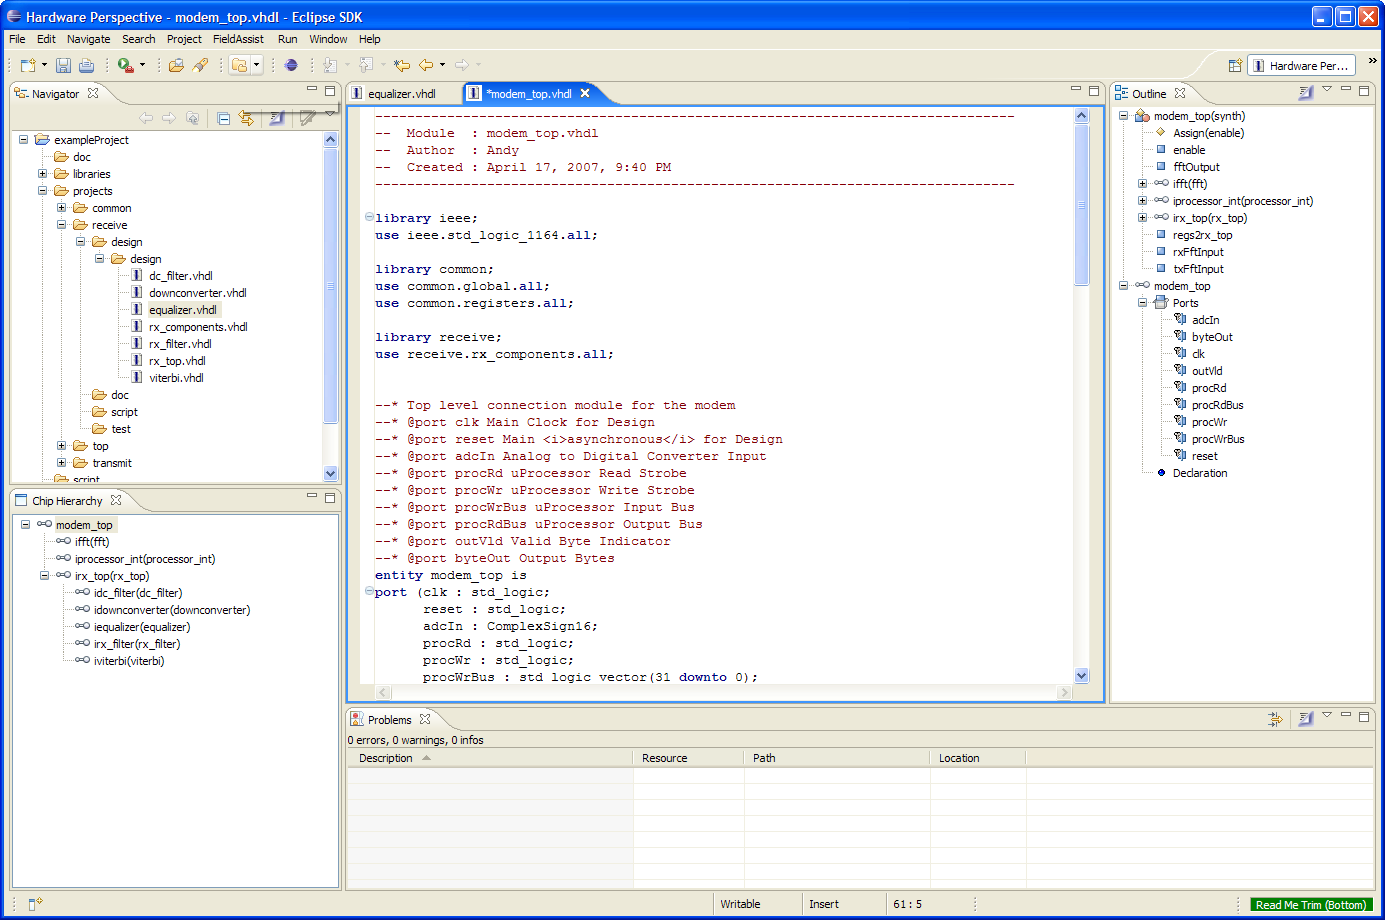 Hardware Perspective - modem_top.vhdl - Eclipse SDK
File Edit Navigate Search Project FieldAssist Run Window Help
Hardware Per... »
Navigator
exampleProject
doc
libraries
projects
common
receive
design
design
dc_filter.vhdl
downconverter.vhdl
equalizer.vhdl
rx_components.vhdl
rx_filter.vhdl
rx_top.vhdl
viterbi.vhdl
doc
script
test
top
transmit
script
Chip Hierarchy
modem_top
ifft(fft)
iprocessor_int(processor_int)
irx_top(rx_top)
idc_filter(dc_filter)
idownconverter(downconverter)
iequalizer(equalizer)
irx_filter(rx_filter)
iviterbi(viterbi)
equalizer.vhdl *modem_top.vhdl
--------------------------------------------------------------------------------
--  Module  : modem_top.vhdl
--  Author  : Andy
--  Created : April 17, 2007, 9:40 PM
--------------------------------------------------------------------------------
library ieee;
use ieee.std_logic_1164.all;
library common;
use common.global.all;
use common.registers.all;
library receive;
use receive.rx_components.all;
--* Top level connection module for the modem
--* @port clk Main Clock for Design
--* @port reset Main <i>asynchronous</i> for Design
--* @port adcIn Analog to Digital Converter Input
--* @port procRd uProcessor Read Strobe
--* @port procWr uProcessor Write Strobe
--* @port procWrBus uProcessor Input Bus
--* @port procRdBus uProcessor Output Bus
--* @port outVld Valid Byte Indicator
--* @port byteOut Output Bytes
entity modem_top is
port (clk : std_logic;
reset : std_logic;
adcIn : ComplexSign16;
procRd : std_logic;
procWr : std_logic;
procWrBus : std_logic_vector(31 downto 0);
Outline
modem_top(synth)
Assign(enable)
enable
fftOutput
ifft(fft)
iprocessor_int(processor_int)
irx_top(rx_top)
regs2rx_top
rxFftInput
txFftInput
modem_top
Ports
adcIn
byteOut
clk
outVld
procRd
procRdBus
procWr
procWrBus
reset
Declaration
Problems
0 errors, 0 warnings, 0 infos
Description Resource Path Location
Writable Insert 61 : 5 Read Me Trim (Bottom)